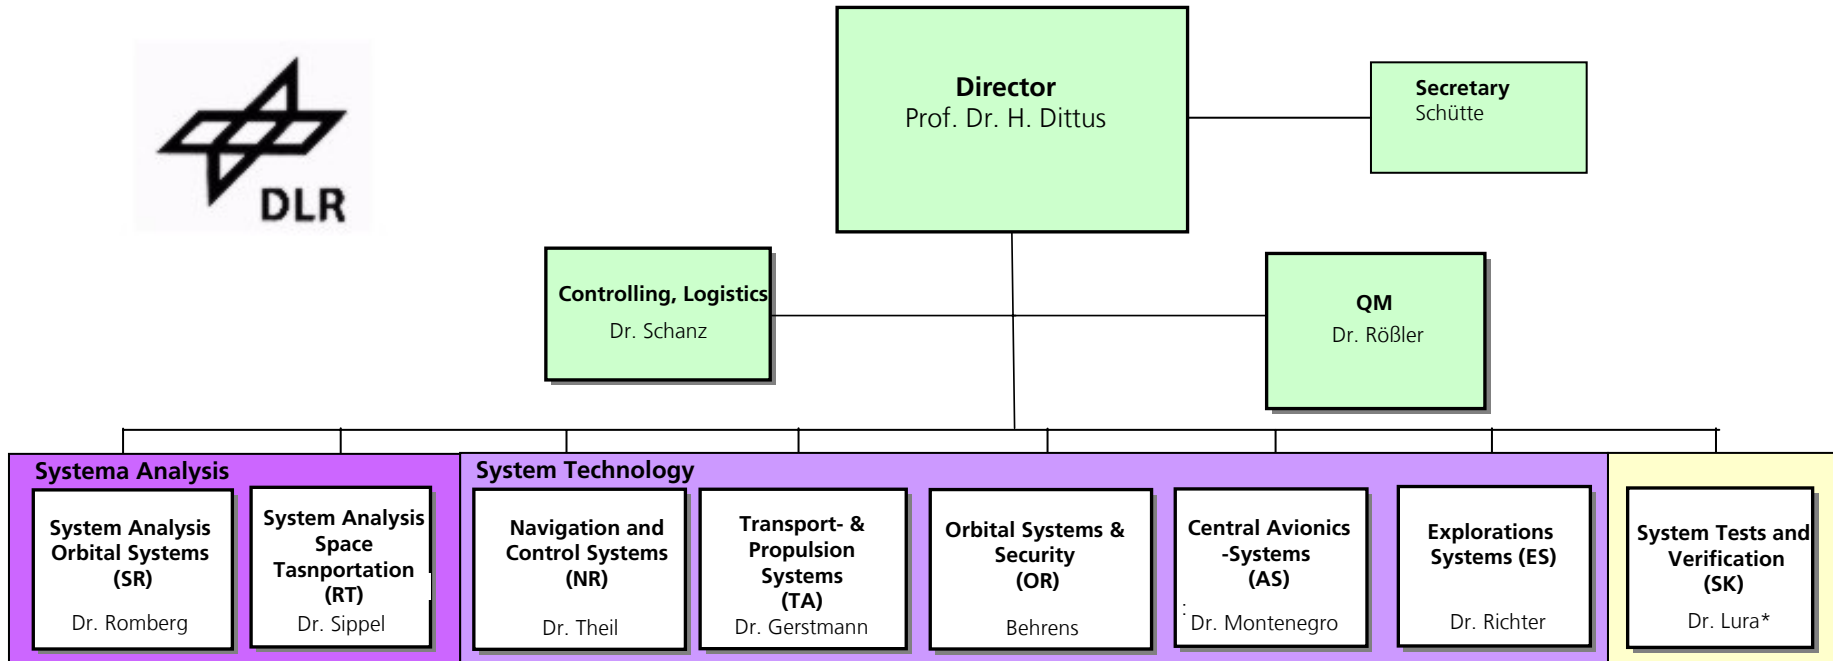 DLR
Director
Prof. Dr. H. Dittus
Secretary
Schütte
Controlling, Logistics
Dr. Schanz
QM
Dr. Rößler
Systema Analysis
System Analysis
Orbital Systems
(SR)
Dr. Romberg
System Analysis
Space
Tasnportation
(RT)
Dr. Sippel
System Technology
Navigation and
Control Systems
(NR)
Dr. Theil
Transport- &
Propulsion
Systems
(TA)
Dr. Gerstmann
Orbital Systems &
Security
(OR)
Behrens
Central Avionics
-Systems
(AS)
:
Dr. Montenegro
Explorations
Systems (ES)
Dr. Richter
System Tests and
Verification
(SK)
Dr. Lura*